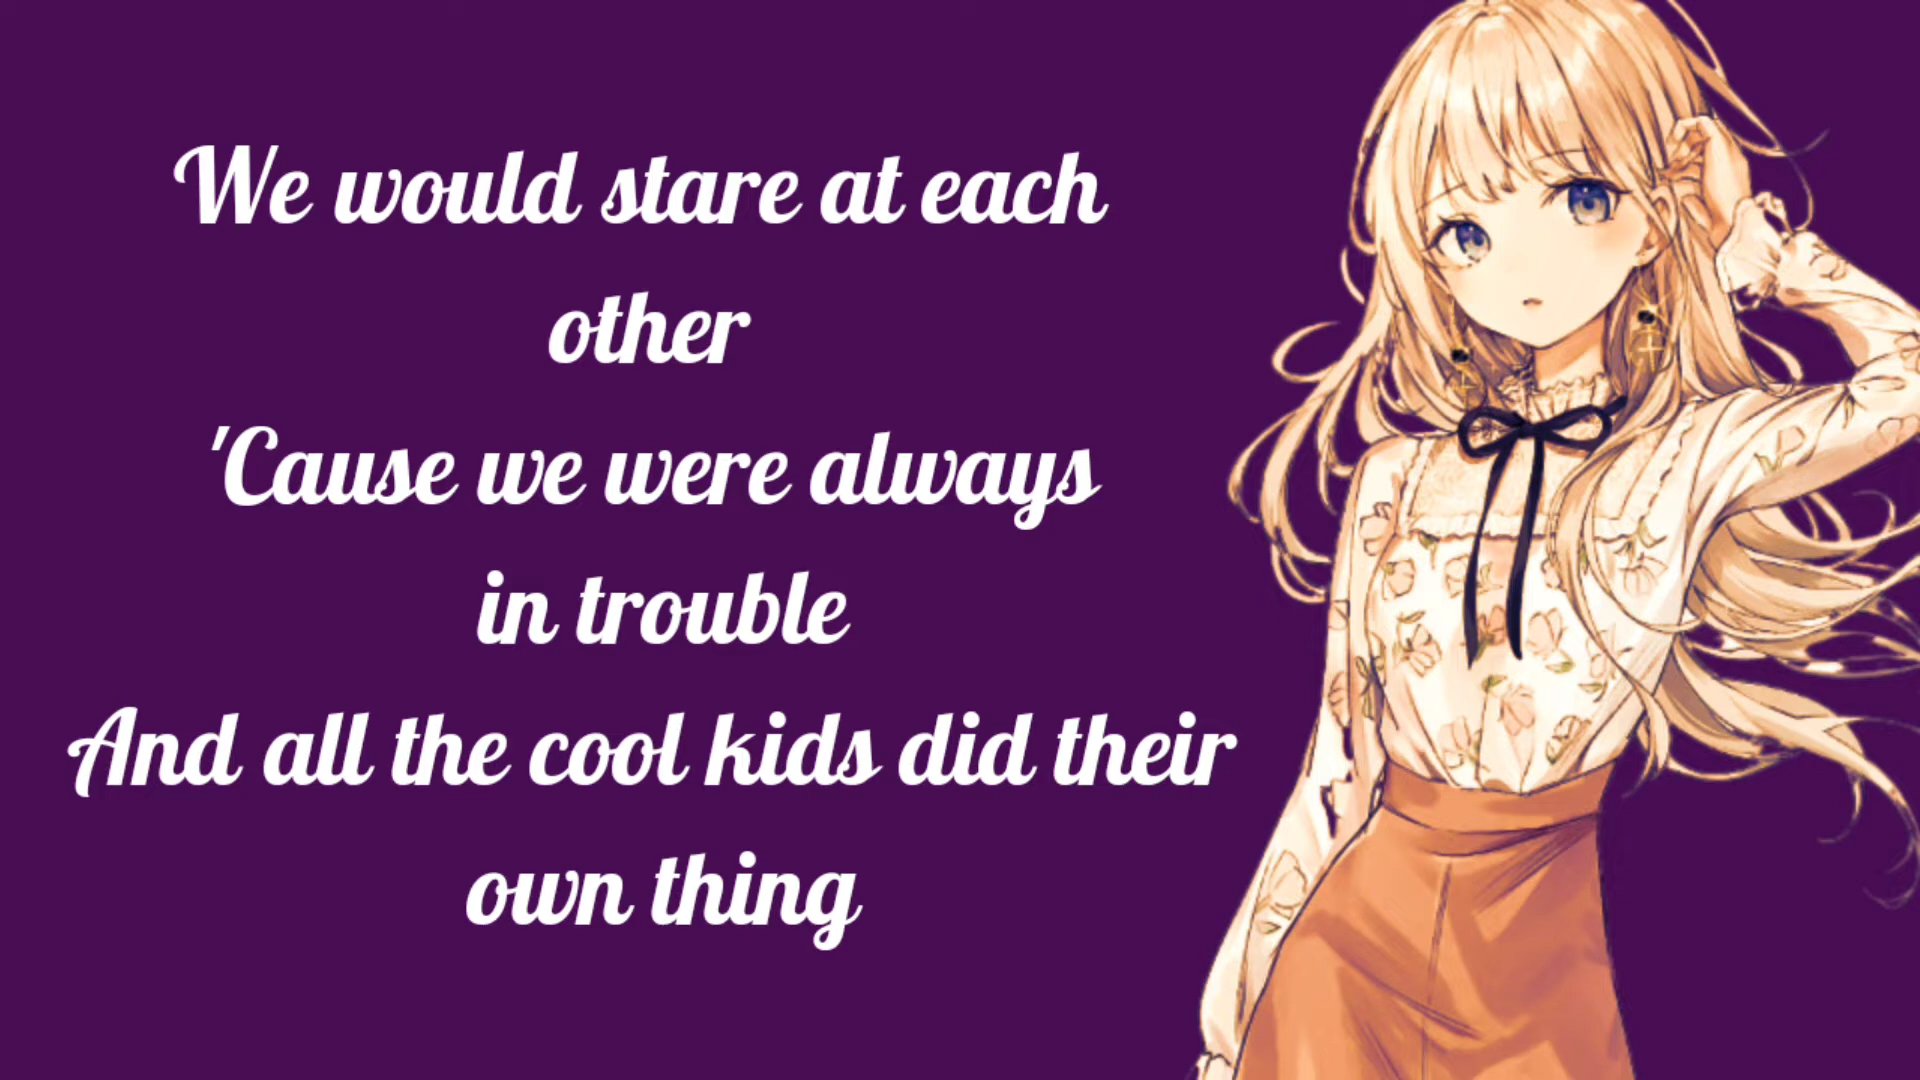 We would stare at each
other
'Cause we were always
in trouble
And all the cool kids did their
own thing